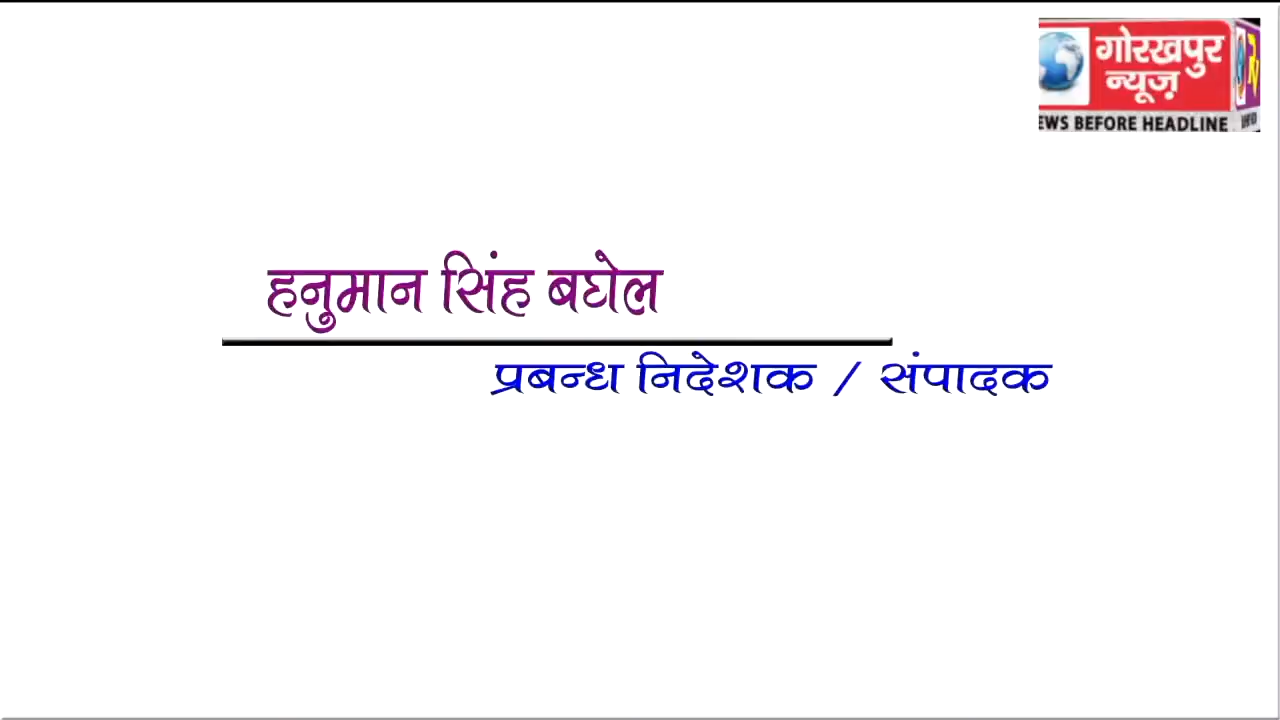 गोरखपुर
न्यूज़
EWS BEFORE HEADLINE
हनुमान सिंह बघेल
प्रबन्ध निदेशक / संपादक